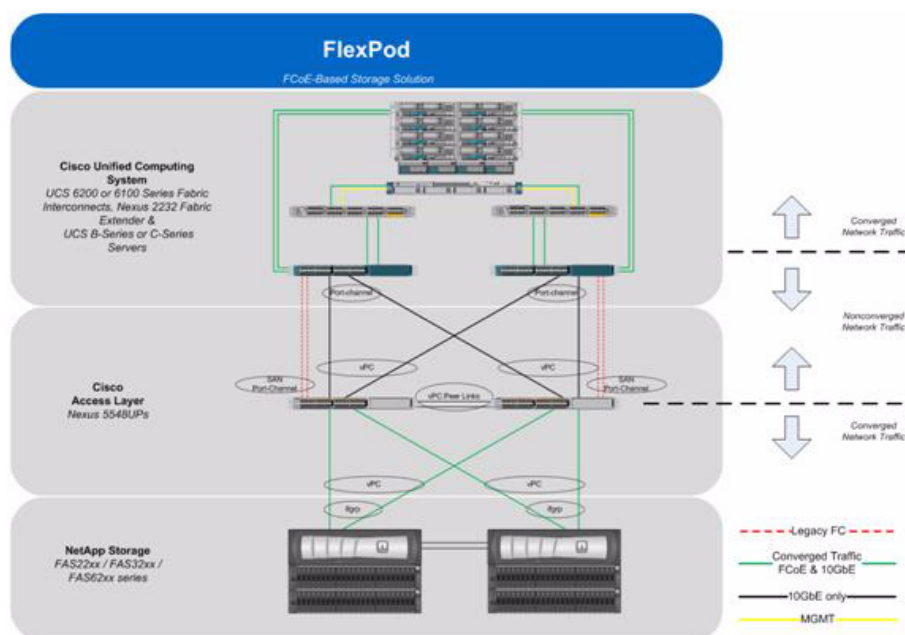 FlexPod
FCoE-Based Storage Solution
Cisco Unified Computing
System
UCS 6200 or 6100 Series Fabric
Interconnects, Nexus 2232 Fabric
Extender &
UCS B-Series or C-Series
Servers
Converged
Network Traffic
Port-channel
Port-channel
Nonconverged
Network Traffic
vPC
vPC
SAN
Port-Channel
SAN
Port-Channel
Cisco
Access Layer
Nexus 5548UPs
vPC Peer Links
Converged
Network Traffic
vPC
vPC
ifgrp
ifgrp
NetApp Storage
FAS22xx / FAS32xx /
FAS62xx series
Legacy FC
Converged Traffic
FCoE & 10GbE
10GbE only
MGMT